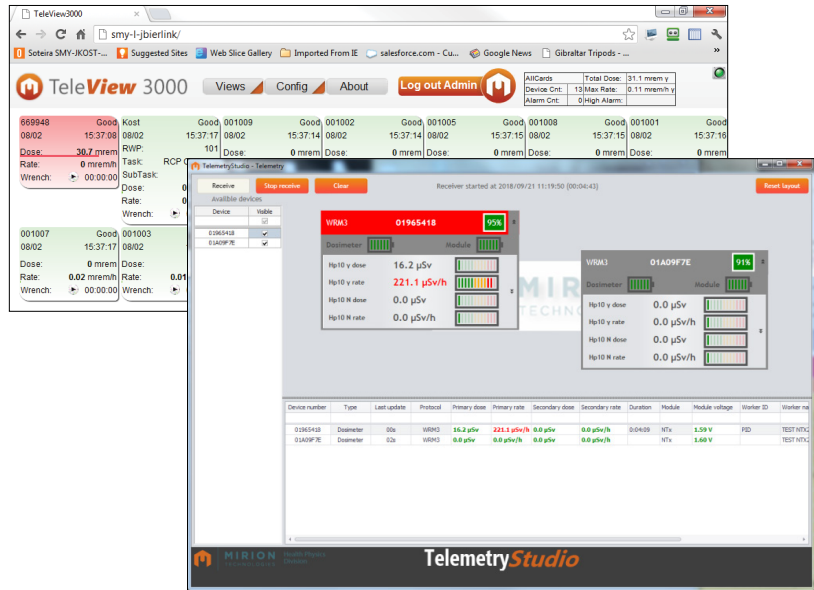 TeleView3000
smy-l-jbierlink/
Soteira SMY-JKOST-... Suggested Sites Web Slice Gallery Imported From IE salesforce.com - Cu... Google News Gibraltar Tripods - ... »
TeleView 3000 Views Config About Log out Admin
AllCards Total Dose: 31.1 mrem y
Device Cnt: 13 Max Rate: 0.11 mrem/h y
Alarm Cnt: 0 High Alarm:
669948 Good Kost Good 001009 Good 001002 Good 001005 Good 001008 Good 001001 Good
08/02 15:37:08 08/02 15:37:17 08/02 15:37:14 08/02 15:37:14 08/02 15:37:15 08/02 15:37:15 08/02 15:37:16
Dose: 30.7 mrem RWP: 101 Dose: 0 mrem Dose: 0 mrem Dose: 0 mrem Dose: 0 mrem Dose: 0 mrem
Rate: 0 mrem/h Task: RCP
Wrench: 00:00:00 SubTask:
Dose:
Rate:
Wrench:
001007 Good 001003
08/02 15:37:17 08/02
Dose: 0 mrem Dose:
Rate: 0.02 mrem/h Rate: 0.01
Wrench: 00:00:00 Wrench:
TelemetryStudio - Telemetry
Receive Stop receive Clear Receiver started at 2018/09/21 11:19:50 (00:04:43) Reset layout
Availible devices
Device Visible
01965418
01A09F7E
WRM3 01965418 95%
Dosimeter Module
Hp10 γ dose 16.2 µSv
Hp10 γ rate 221.1 µSv/h
Hp10 N dose 0.0 µSv
Hp10 N rate 0.0 µSv/h
WRM3 01A09F7E 91%
Dosimeter Module
Hp10 γ dose 0.0 µSv
Hp10 γ rate 0.0 µSv/h
Hp10 N dose 0.0 µSv
Hp10 N rate 0.0 µSv/h
Device number Type Last update Protocol Primary dose Primary rate Secondary dose Secondary rate Duration Module Module voltage Worker ID Worker na
01965418 Dosimeter 00s WRM3 16.2 µSv 221.1 µSv/h 0.0 µSv 0.0 µSv/h 0:04:09 NTx 1.59 V PID TEST NTX2
01A09F7E Dosimeter 02s WRM3 0.0 µSv 0.0 µSv/h 0.0 µSv 0.0 µSv/h NTx 1.60 V TEST NTX2
MIRION TECHNOLOGIES Health Physics Division TelemetryStudio